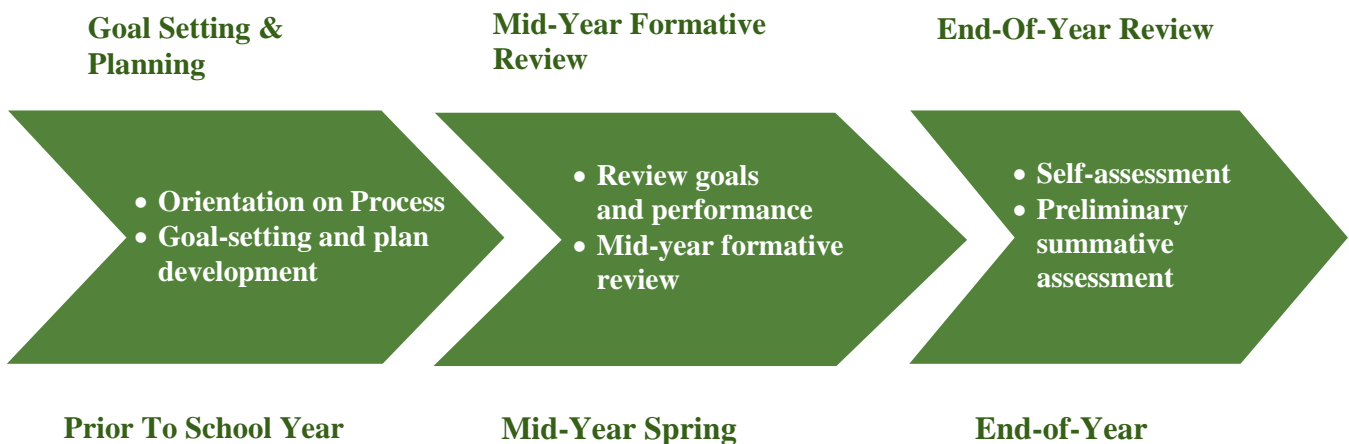 Goal Setting &
Planning
Mid-Year Formative
Review
End-Of-Year Review
• Orientation on Process
• Goal-setting and plan
development
• Review goals
and performance
• Mid-year formative
review
• Self-assessment
• Preliminary
summative
assessment
Prior To School Year
Mid-Year Spring
End-of-Year